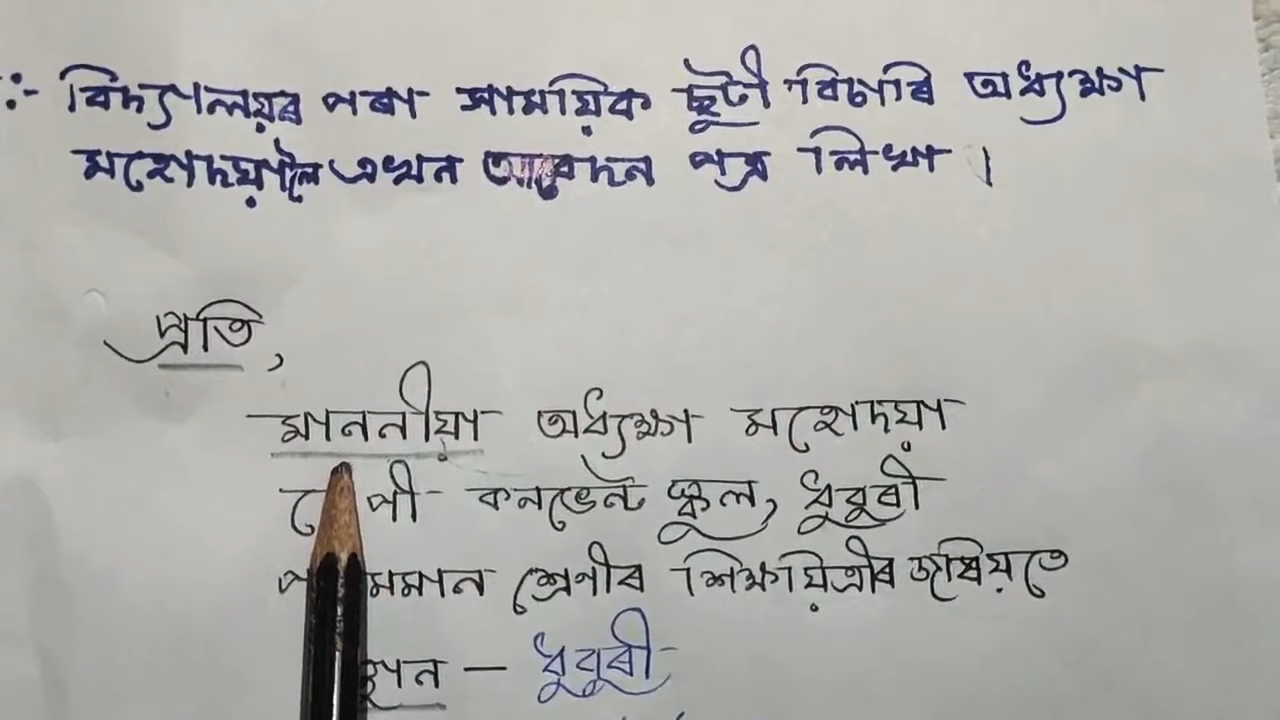 :- বিদ্যালয়ৰ পৰা সাময়িক ছুটী বিচাৰি অধ্যক্ষা
মহোদয়ালৈ এখন আবেদন পত্ৰ লিখা ।
প্ৰতি,
মাননীয়া অধ্যক্ষা মহোদয়া
পী কনভেন্ট স্কুল, ধুবুৰী
মমান শ্ৰেণীৰ শিক্ষয়িত্ৰীৰ জৰিয়তে
— ধুবুৰী